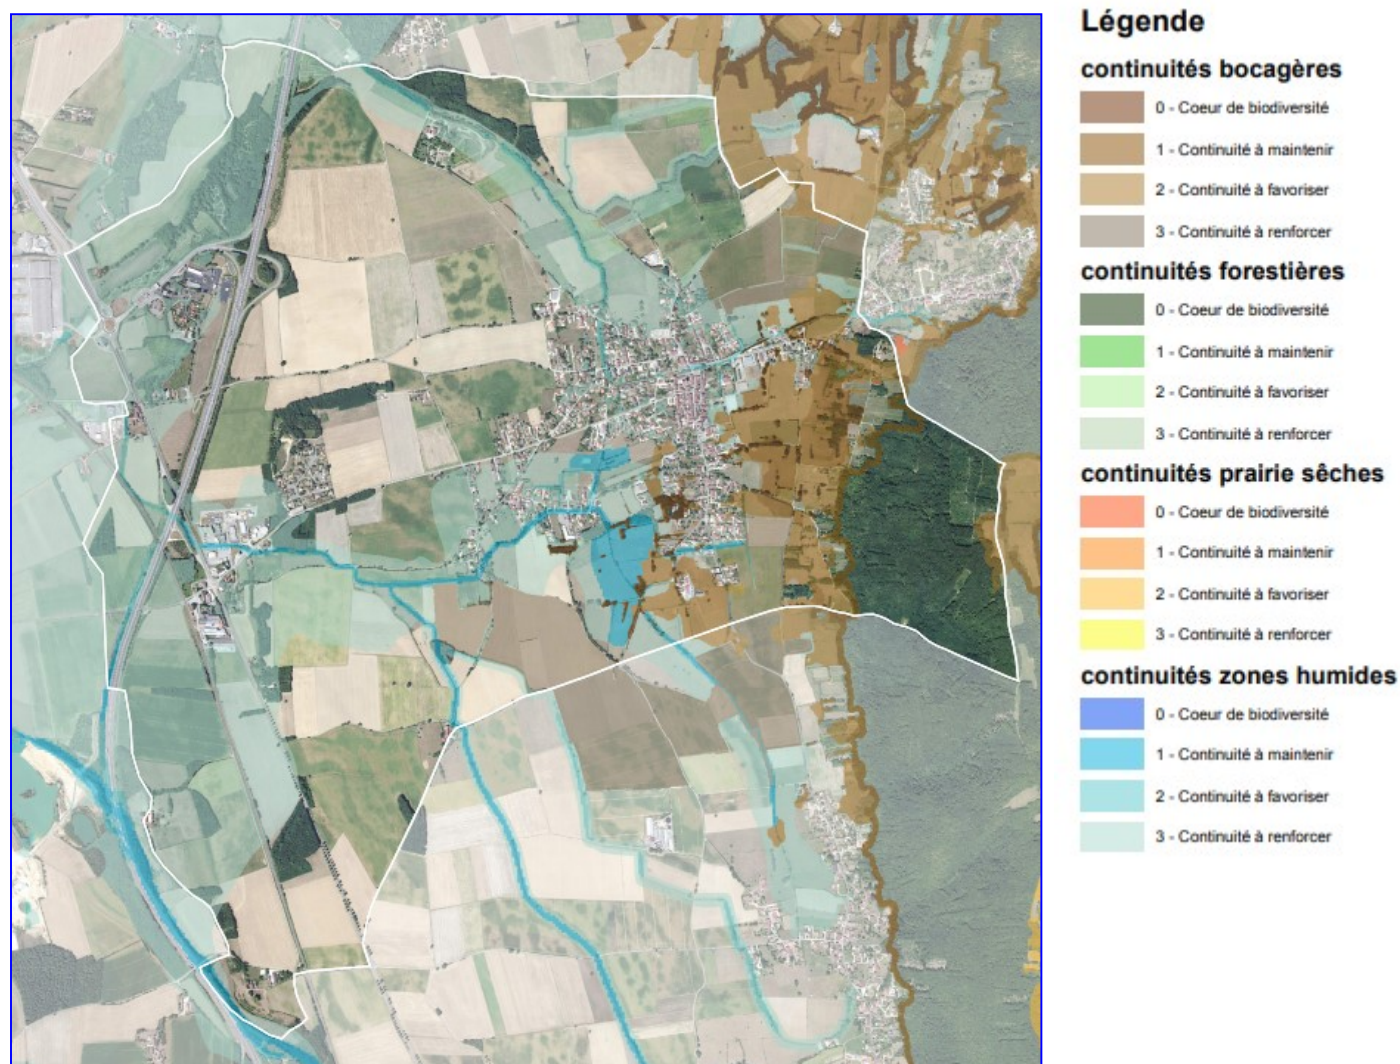 Légende
continuités bocagères
0 - Coeur de biodiversité
1 - Continuité à maintenir
2 - Continuité à favoriser
3 - Continuité à renforcer
continuités forestières
0 - Coeur de biodiversité
1 - Continuité à maintenir
2 - Continuité à favoriser
3 - Continuité à renforcer
continuités prairie sêches
0 - Coeur de biodiversité
1 - Continuité à maintenir
2 - Continuité à favoriser
3 - Continuité à renforcer
continuités zones humides
0 - Coeur de biodiversité
1 - Continuité à maintenir
2 - Continuité à favoriser
3 - Continuité à renforcer